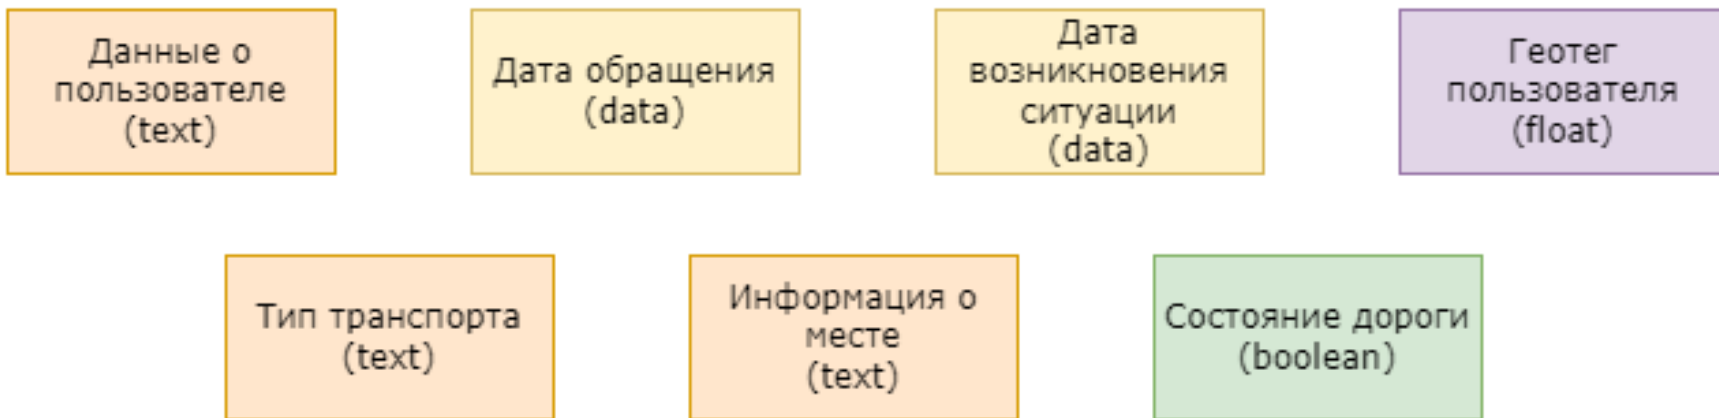 Данные о
пользователе
(text)
Дата обращения
(data)
Дата
возникновения
ситуации
(data)
Геотег
пользователя
(float)
Тип транспорта
(text)
Информация о
месте
(text)
Состояние дороги
(boolean)